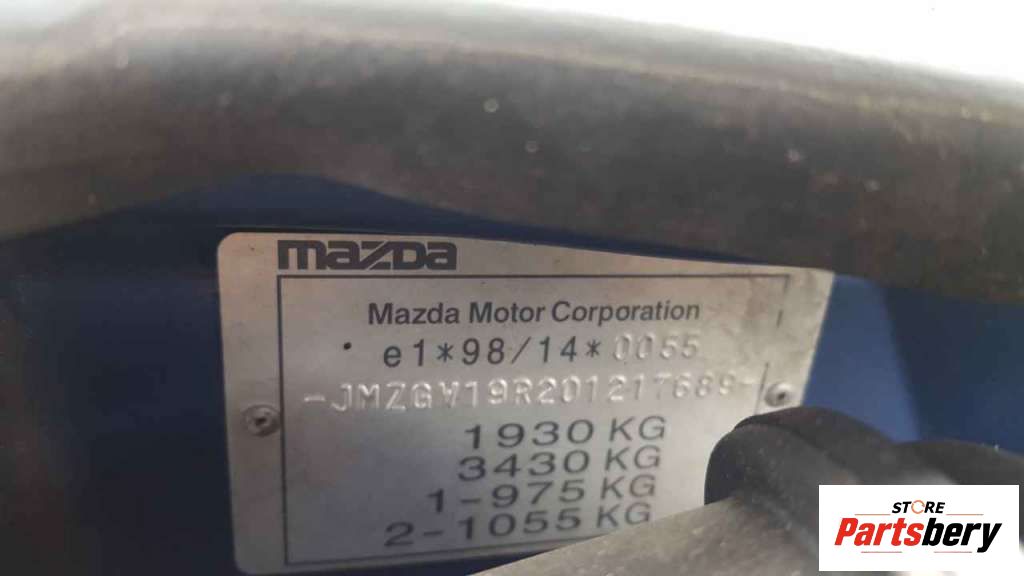 mazda
Mazda Motor Corporation
e1*98/14*0055
-JMZGW19R201217689-
1930 KG
3430 KG
1-975 KG
2-1055 KG
STORE
Partsbery